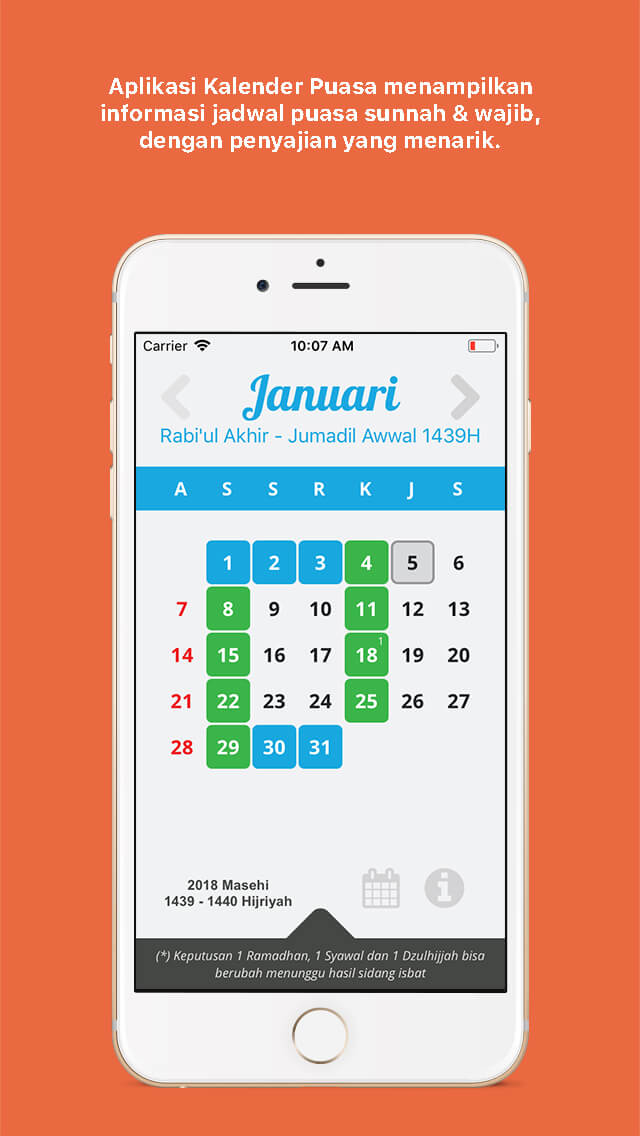 Aplikasi Kalender Puasa menampilkan
informasi jadwal puasa sunnah & wajib,
dengan penyajian yang menarik.
Carrier 10:07 AM
Januari
Rabi'ul Akhir - Jumadil Awwal 1439H
A S S R K J S
1 2 3 4 5 6
7 8 9 10 11 12 13
14 15 16 17 18 1 19 20
21 22 23 24 25 26 27
28 29 30 31
2018 Masehi
1439 - 1440 Hijriyah
(*) Keputusan 1 Ramadhan, 1 Syawal dan 1 Dzulhijjah bisa
berubah menunggu hasil sidang isbat